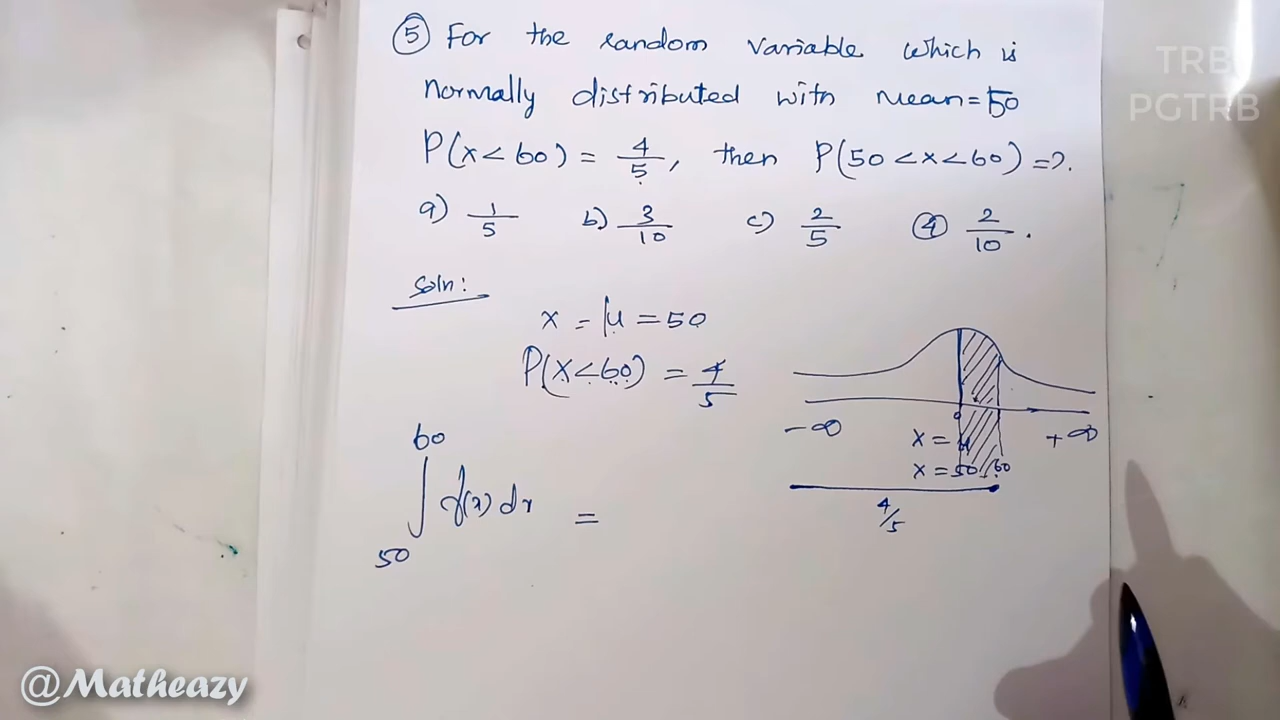 ⑤ For the random variable which is
normally distributed with mean = 50
P(x < 60) = 4/5, then P(50 < x < 60) = ?.
a) 1/5 b) 3/10 c) 2/5 ④ 2/10.
Soln:
x = μ = 50
P(x < 60) = 4/5
∫₅₀⁶⁰ f(x) dx =
-∞ +∞
x = μ
x = 50 60
4/5
TRB
PGTRB
@Matheazy